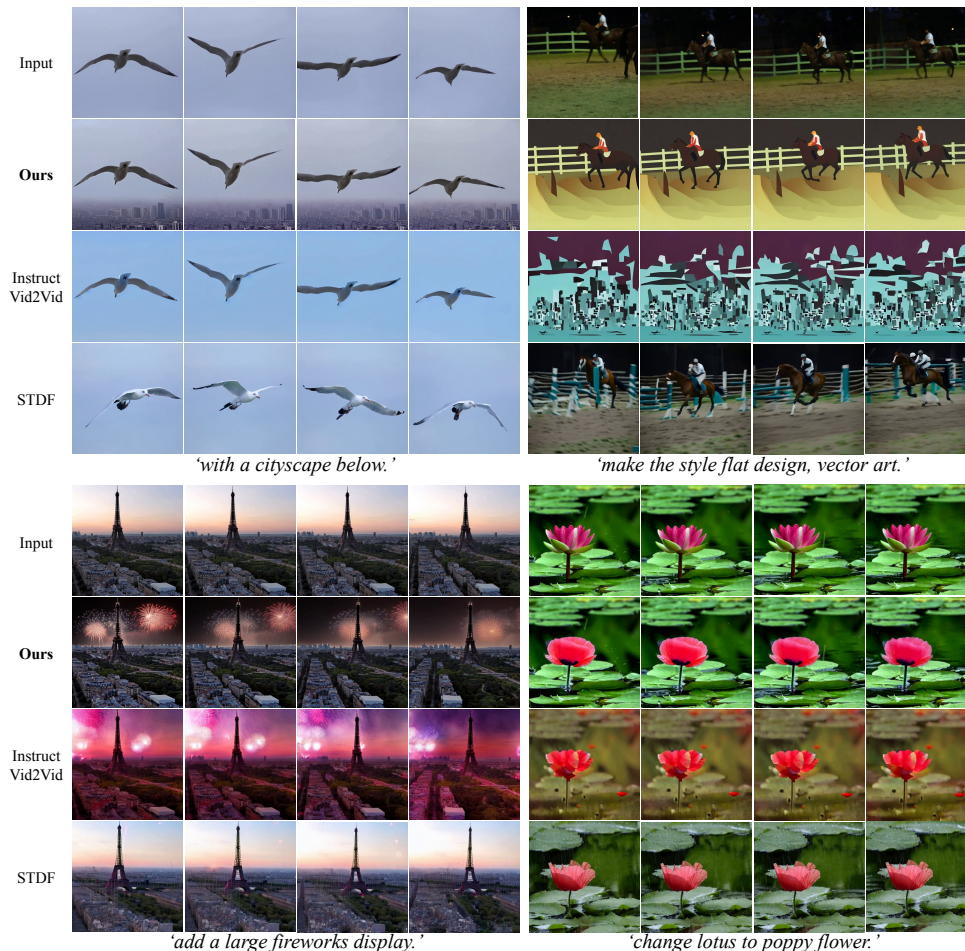 Input
Ours
Instruct
Vid2Vid
STDF
‘with a cityscape below.’
‘make the style flat design, vector art.’
Input
Ours
Instruct
Vid2Vid
STDF
‘add a large fireworks display.’
‘change lotus to poppy flower.’